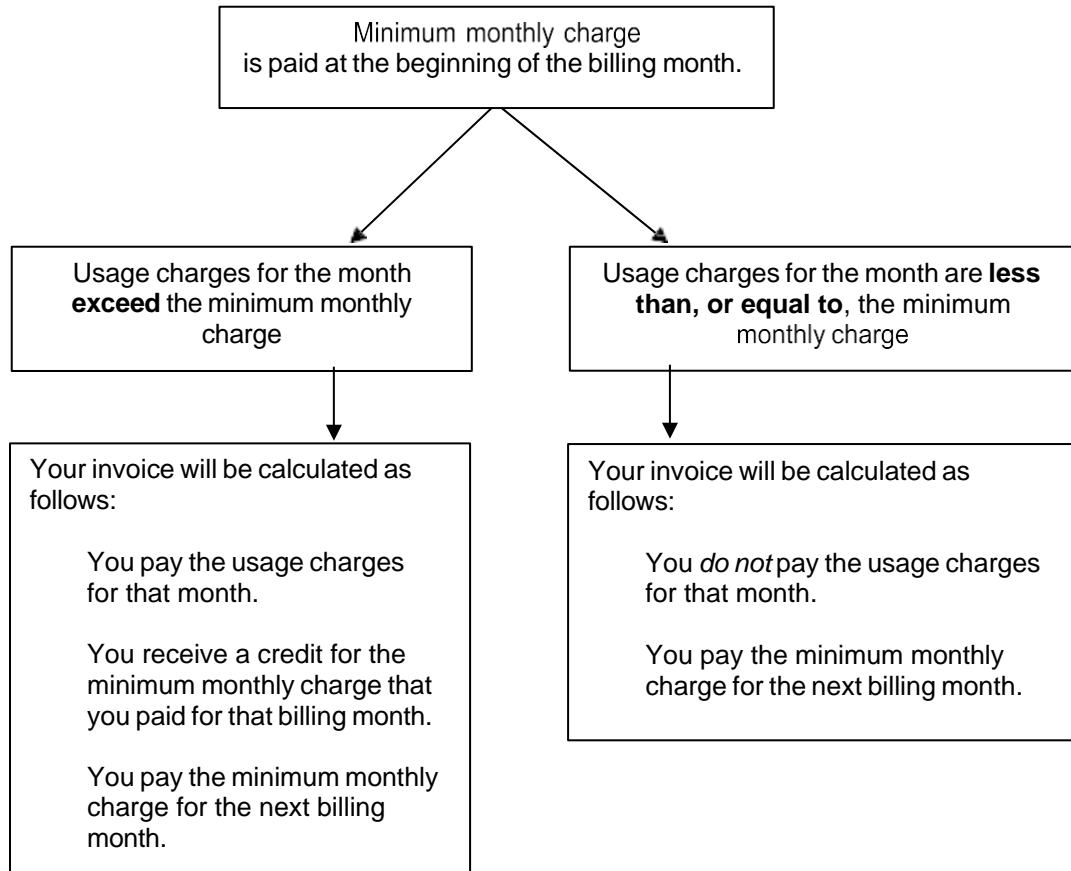 Minimum monthly charge
is paid at the beginning of the billing month.
Usage charges for the month
exceed the minimum monthly
charge
Usage charges for the month are less
than, or equal to, the minimum
monthly charge
Your invoice will be calculated as
follows:
You pay the usage charges
for that month.
You receive a credit for the
minimum monthly charge that
you paid for that billing month.
You pay the minimum monthly
charge for the next billing
month.
Your invoice will be calculated as
follows:
You do not pay the usage charges
for that month.
You pay the minimum monthly
charge for the next billing month.